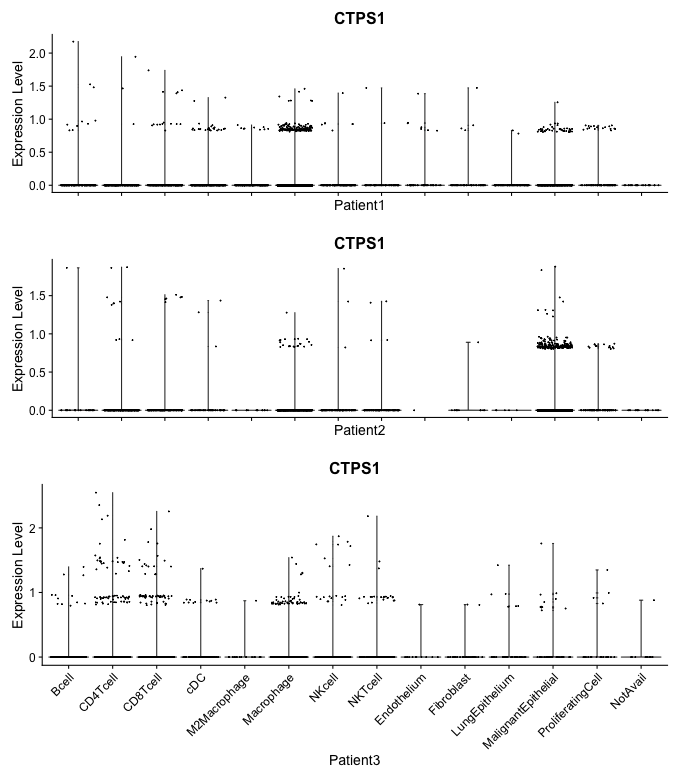 CTPS1
Expression Level
2.0
1.5
1.0
0.5
0.0
Patient1
CTPS1
Expression Level
1.5
1.0
0.5
0.0
Patient2
CTPS1
Expression Level
2
1
0
Bcell
CD4Tcell
CD8Tcell
cDC
M2Macrophage
Macrophage
NKcell
NKTcell
Endothelium
Fibroblast
LungEpithelium
MalignantEpithelial
ProliferatingCell
NotAvail
Patient3